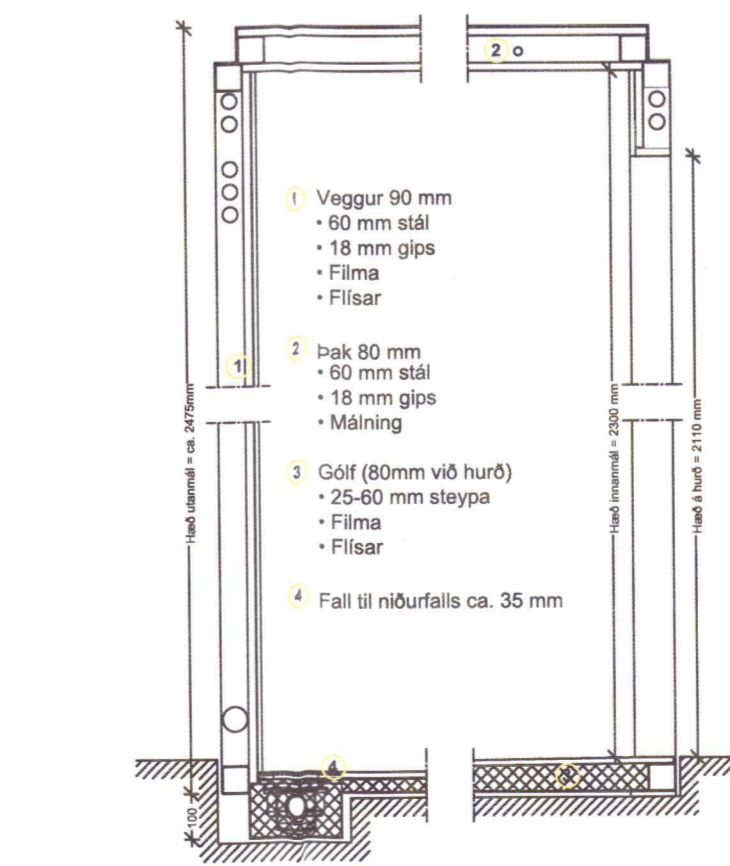 2
1 Veggur 90 mm
• 60 mm stál
• 18 mm gips
• Filma
• Flísar
2 Þak 80 mm
• 60 mm stál
• 18 mm gips
• Málning
3 Gólf (80mm við hurð)
• 25-60 mm steypa
• Filma
• Flísar
4 Fall til niðurfalls ca. 35 mm
1
Hæð utanmál = ca. 2475mm
Hæð innanmál = 2300 mm
Hæð á hurð = 2110 mm
4
3
100